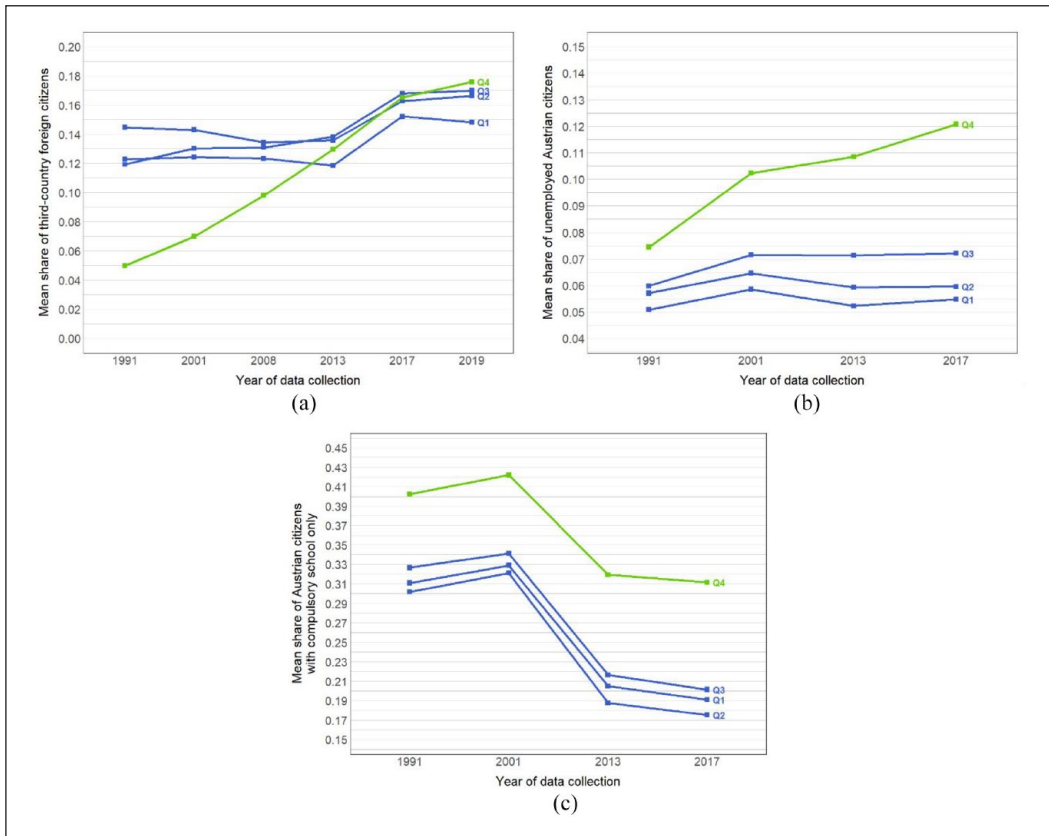 Mean share of third-country foreign citizens
0.20
0.18
0.16
0.14
0.12
0.10
0.08
0.06
0.04
0.02
0.00
Q4
Q3
Q2
Q1
1991 2001 2008 2013 2017 2019
Year of data collection
(a)
Mean share of unemployed Austrian citizens
0.15
0.14
0.13
0.12
0.11
0.10
0.09
0.08
0.07
0.06
0.05
0.04
Q4
Q3
Q2
Q1
1991 2001 2013 2017
Year of data collection
(b)
Mean share of Austrian citizens
with compulsory school only
0.45
0.43
0.41
0.39
0.37
0.35
0.33
0.31
0.29
0.27
0.25
0.23
0.21
0.19
0.17
0.15
Q4
Q3
Q1
Q2
1991 2001 2013 2017
Year of data collection
(c)